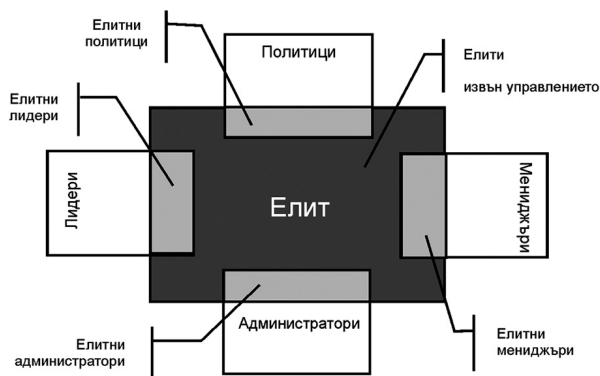 Елитни
политици
Политици
Елити
извън управлението
Елитни
лидери
Лидери
Елит
Мениджъри
Администратори
Елитни
администратори
Елитни
мениджъри